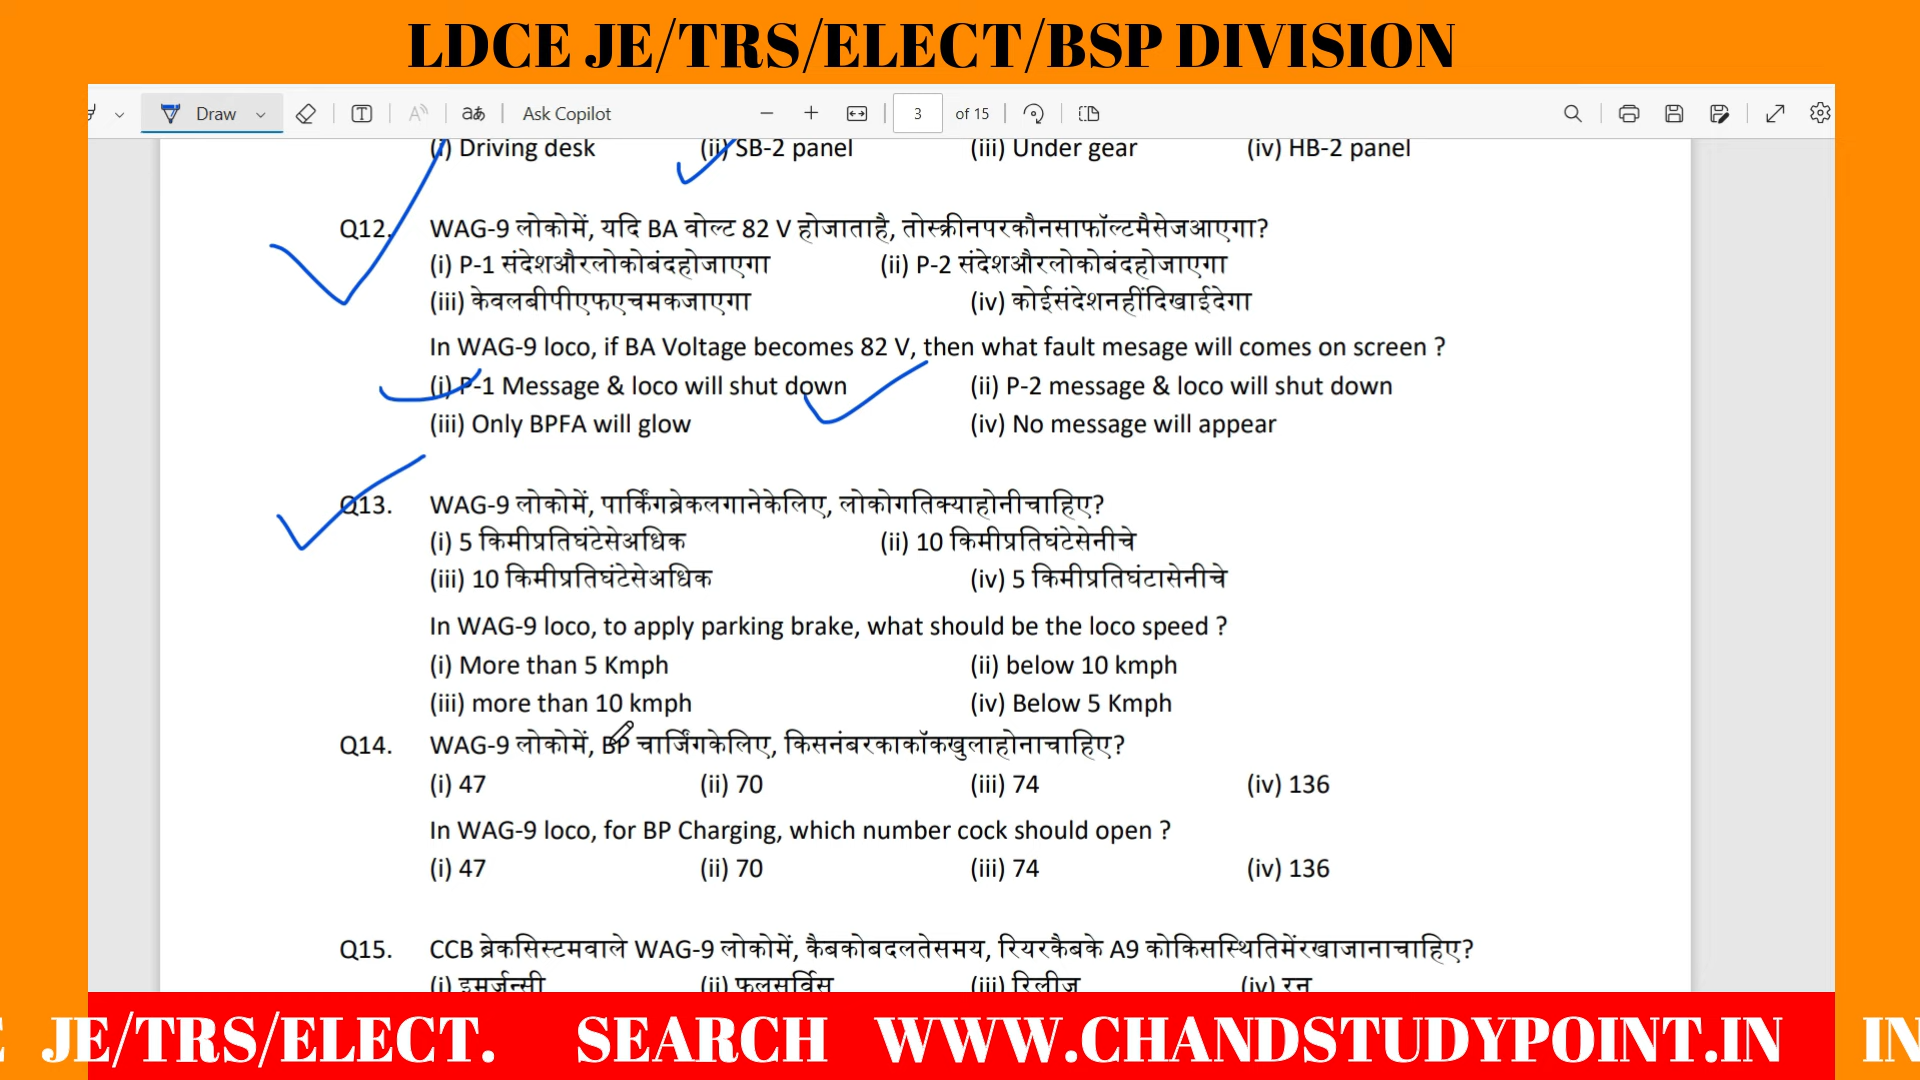 LDCE JE/TRS/ELECT/BSP DIVISION
Draw
Ask Copilot
3 of 15
(i) Driving desk (ii) SB-2 panel (iii) Under gear (iv) HB-2 panel
Q12. WAG-9 लोकोमें, यदि BA वोल्ट 82 V होजाताहै, तोस्क्रीनपरकौनसाफॉल्टमैसेजआएगा?
(i) P-1 संदेशऔरलोकोबंदहोजाएगा (ii) P-2 संदेशऔरलोकोबंदहोजाएगा
(iii) केवलबीपीएफएचमकजाएगा (iv) कोईसंदेशनहींदिखाईदेगा
In WAG-9 loco, if BA Voltage becomes 82 V, then what fault mesage will comes on screen ?
(i) P-1 Message & loco will shut down (ii) P-2 message & loco will shut down
(iii) Only BPFA will glow (iv) No message will appear
Q13. WAG-9 लोकोमें, पार्किंगब्रेकलगानेकेलिए, लोकोगतिक्याहोनीचाहिए?
(i) 5 किमीप्रतिघंटेसेअधिक (ii) 10 किमीप्रतिघंटेसेनीचे
(iii) 10 किमीप्रतिघंटेसेअधिक (iv) 5 किमीप्रतिघंटासेनीचे
In WAG-9 loco, to apply parking brake, what should be the loco speed ?
(i) More than 5 Kmph (ii) below 10 kmph
(iii) more than 10 kmph (iv) Below 5 Kmph
Q14. WAG-9 लोकोमें, BP चार्जिंगकेलिए, किसनंबरकाकॉकखुलाहोनाचाहिए?
(i) 47 (ii) 70 (iii) 74 (iv) 136
In WAG-9 loco, for BP Charging, which number cock should open ?
(i) 47 (ii) 70 (iii) 74 (iv) 136
Q15. CCB ब्रेकसिस्टमवाले WAG-9 लोकोमें, कैबकोबदलतेसमय, रियरकैबके A9 कोकिसस्थितिमेंरखाजानाचाहिए?
(i) इमर्जन्सी (ii) फुलसर्विस (iii) रिलीज (iv) रन
E JE/TRS/ELECT. SEARCH WWW.CHANDSTUDYPOINT.IN IN